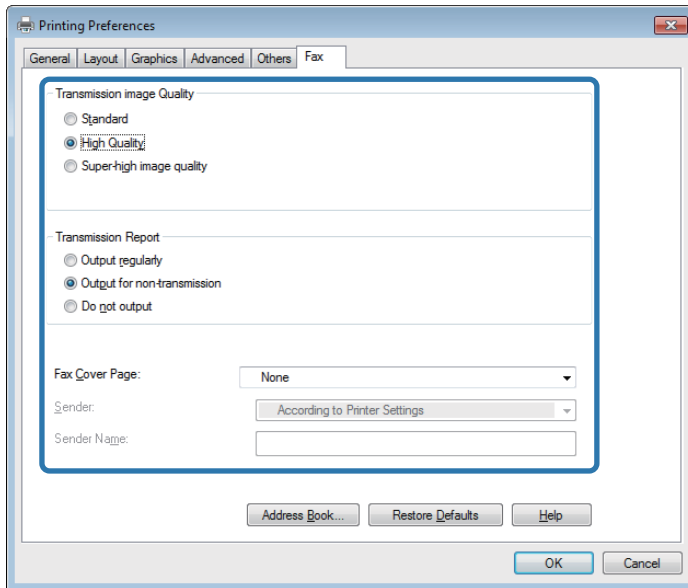 Printing Preferences
General Layout Graphics Advanced Others Fax
Transmission image Quality
Standard
High Quality
Super-high image quality
Transmission Report
Output regularly
Output for non-transmission
Do not output
Fax Cover Page: None
Sender: According to Printer Settings
Sender Name:
Address Book... Restore Defaults Help
OK Cancel